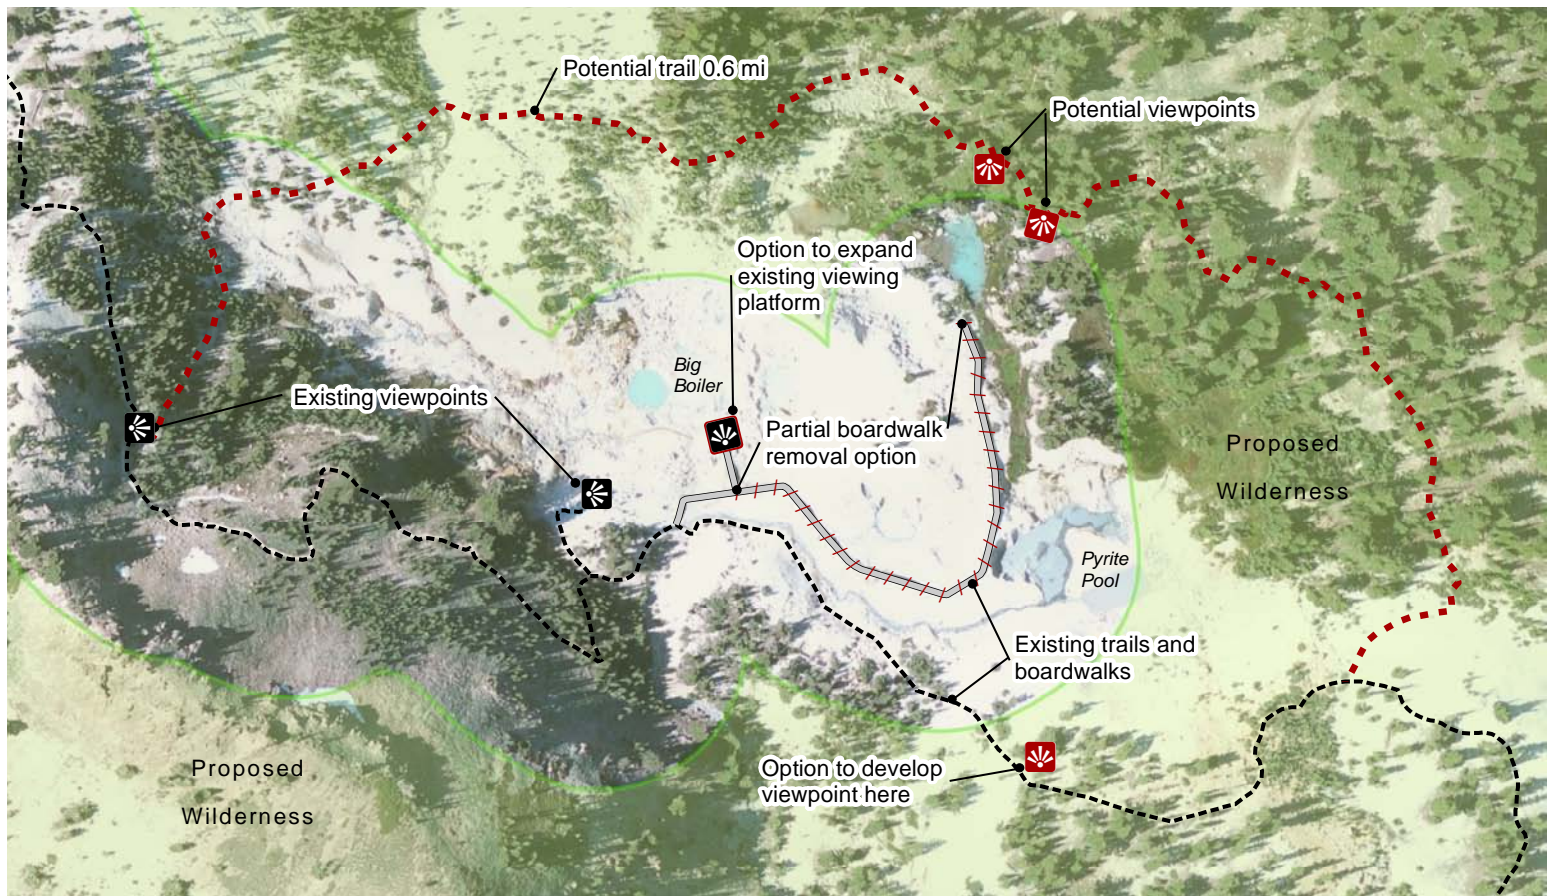 Potential trail 0.6 mi
Potential viewpoints
Option to expand
existing viewing
platform
Big
Boiler
Existing viewpoints
Partial boardwalk
removal option
Proposed
Wilderness
Pyrite
Pool
Existing trails and
boardwalks
Proposed
Wilderness
Option to develop
viewpoint here